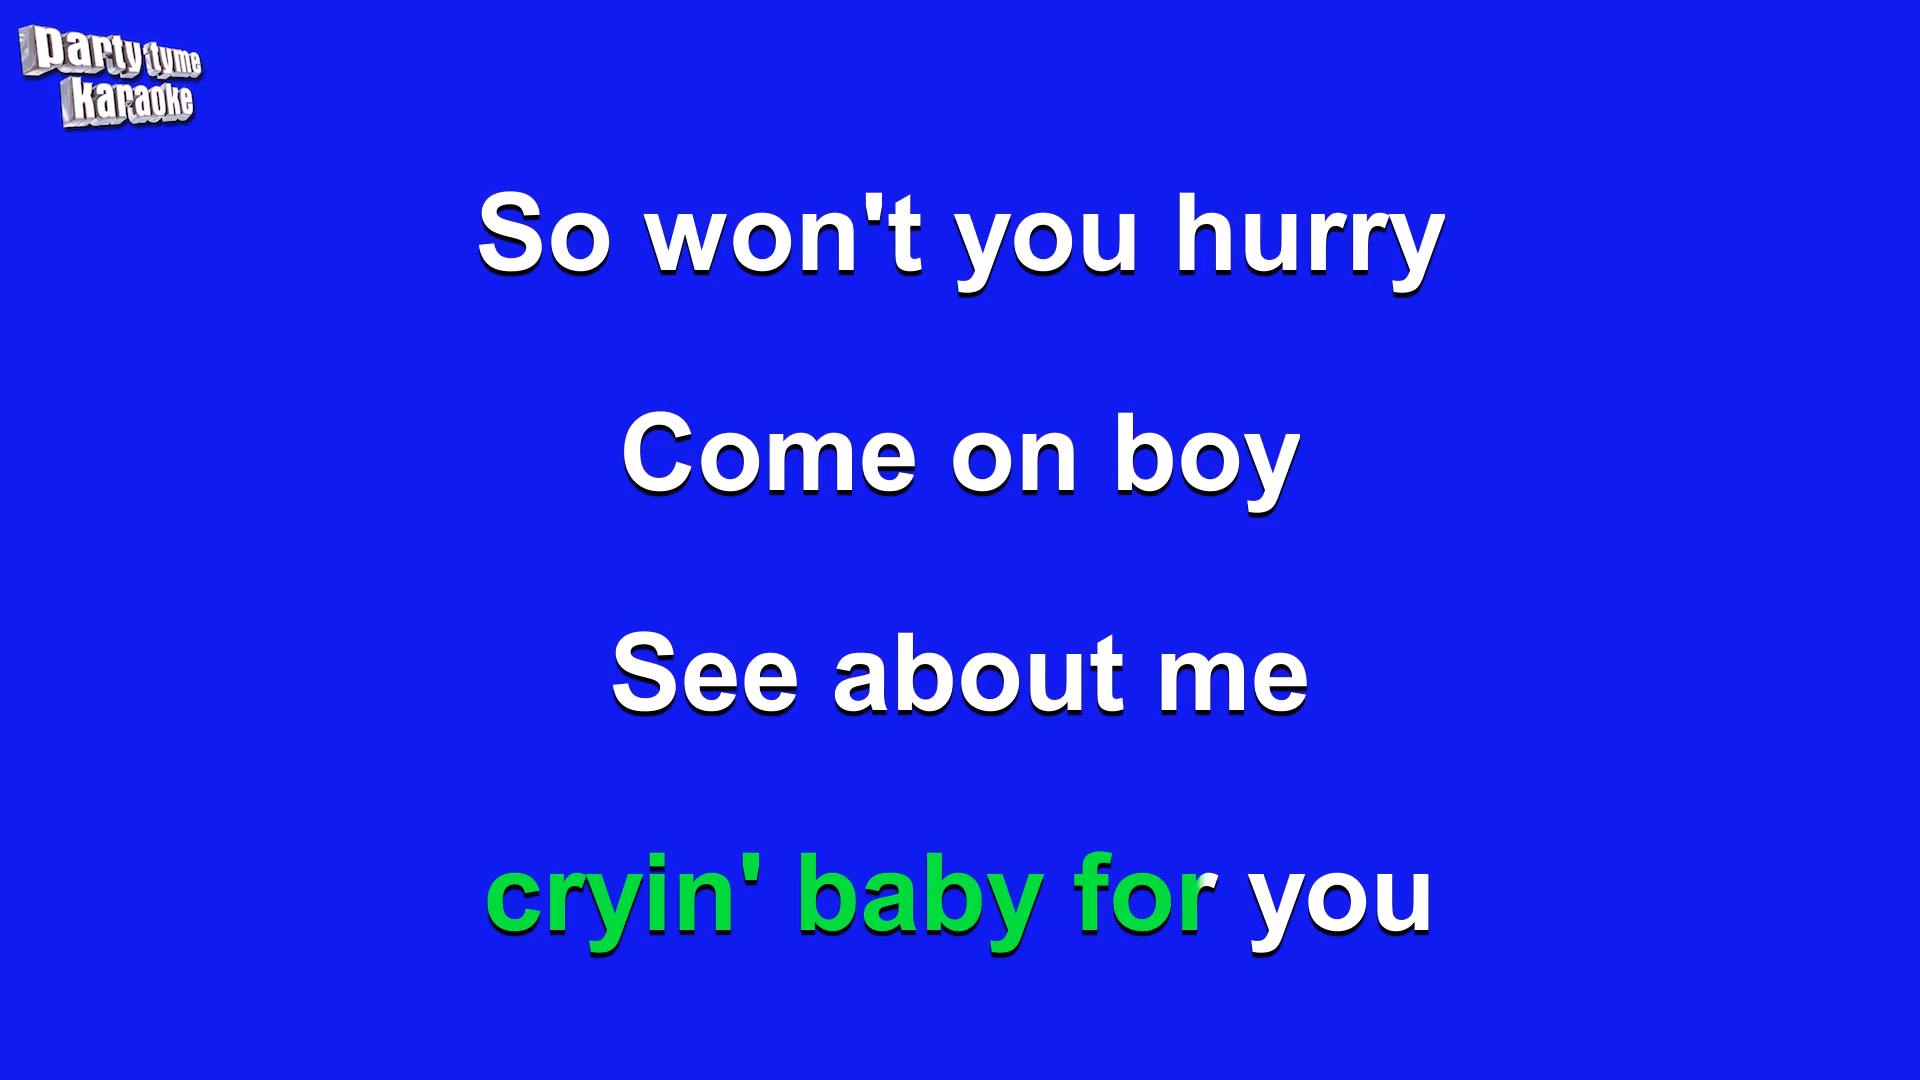 party tyme
karaoke
So won't you hurry
Come on boy
See about me
cryin' baby for you